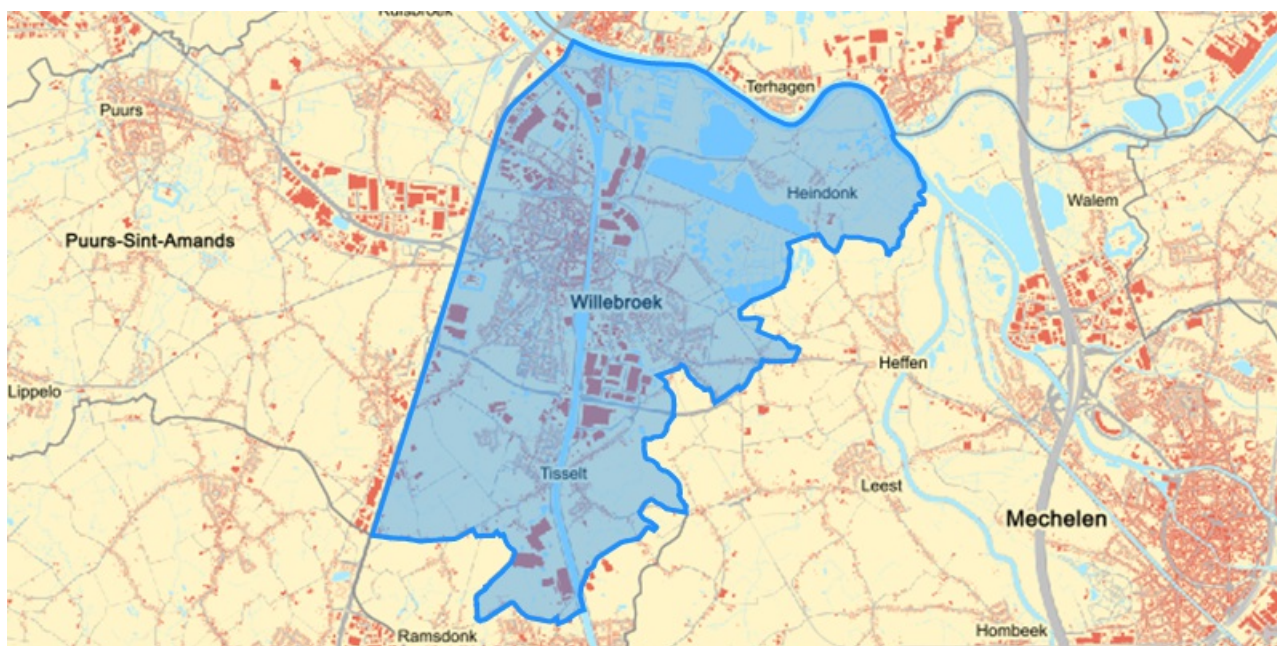 Ruisbroek
Terhagen
Puurs
Heindonk
Walem
Puurs-Sint-Amands
Willebroek
Heffen
Lippelo
Tisselt
Leest
Mechelen
Ramsdonk
Hombeek